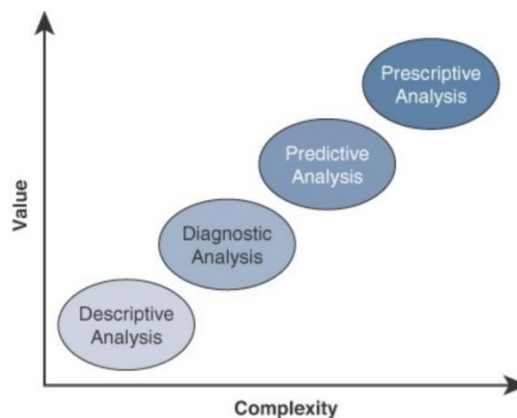 Prescriptive
Analysis
Predictive
Analysis
Diagnostic
Analysis
Descriptive
Analysis
Value
Complexity